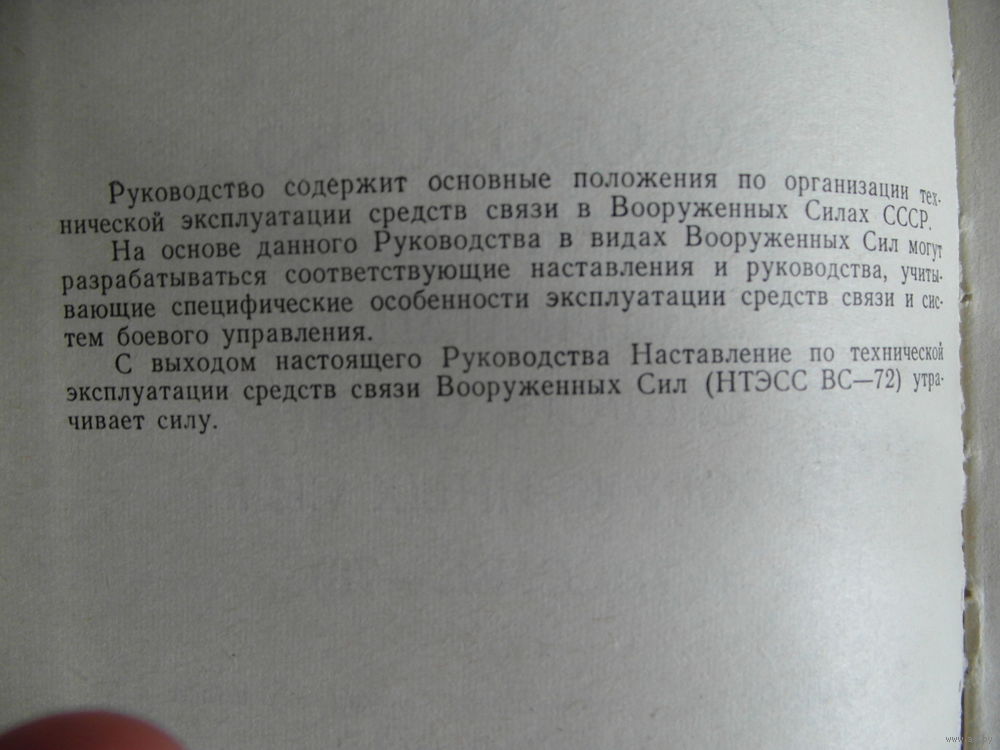 Руководство содержит основные положения по организации тех-
нической эксплуатации средств связи в Вооруженных Силах СССР.
На основе данного Руководства в видах Вооруженных Сил могут
разрабатываться соответствующие наставления и руководства, учиты-
вающие специфические особенности эксплуатации средств связи и сис-
тем боевого управления.
С выходом настоящего Руководства Наставление по технической
эксплуатации средств связи Вооруженных Сил (НТЭСС ВС—72) утра-
чивает силу.